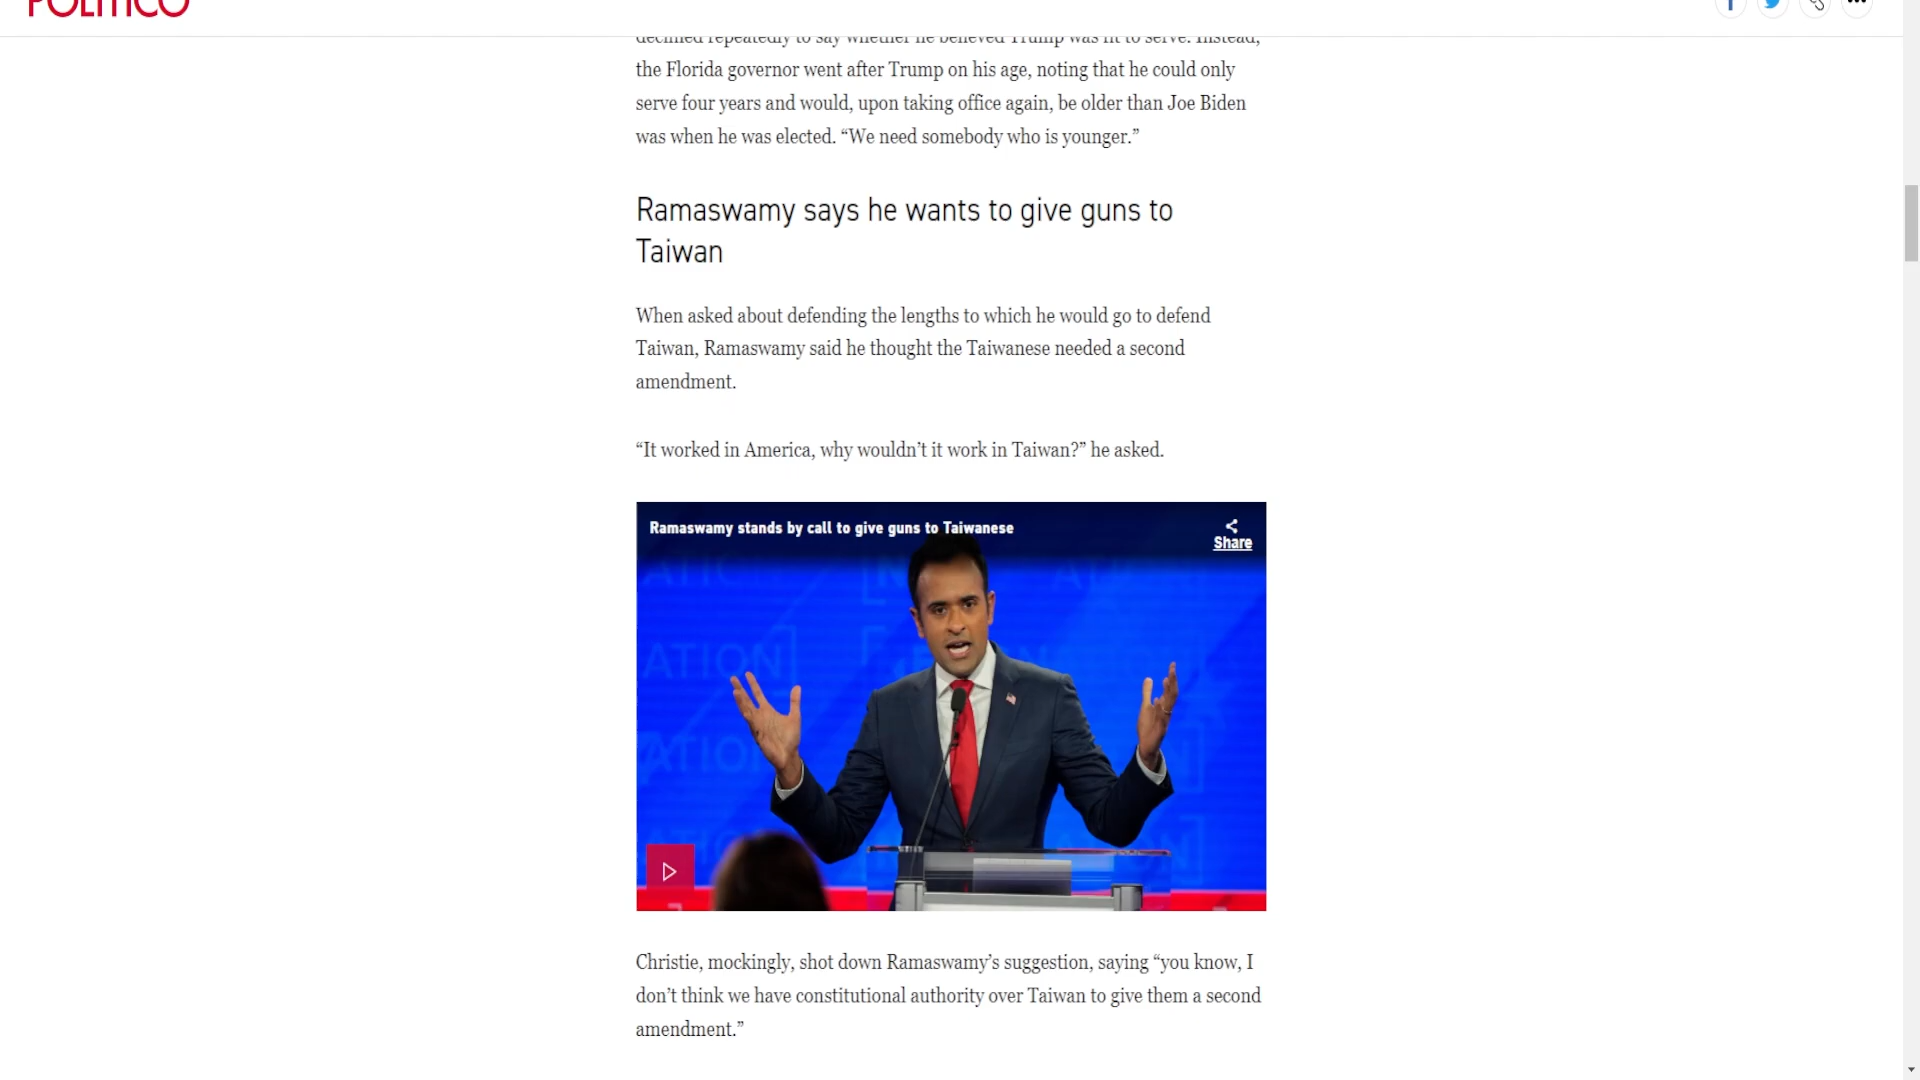 POLITICO
declined repeatedly to say whether he believed Trump was fit to serve. Instead,
the Florida governor went after Trump on his age, noting that he could only
serve four years and would, upon taking office again, be older than Joe Biden
was when he was elected. “We need somebody who is younger.”
Ramaswamy says he wants to give guns to
Taiwan
When asked about defending the lengths to which he would go to defend
Taiwan, Ramaswamy said he thought the Taiwanese needed a second
amendment.
“It worked in America, why wouldn’t it work in Taiwan?” he asked.
Ramaswamy stands by call to give guns to Taiwanese
Share
ATION
ATION
Christie, mockingly, shot down Ramaswamy’s suggestion, saying “you know, I
don’t think we have constitutional authority over Taiwan to give them a second
amendment.”